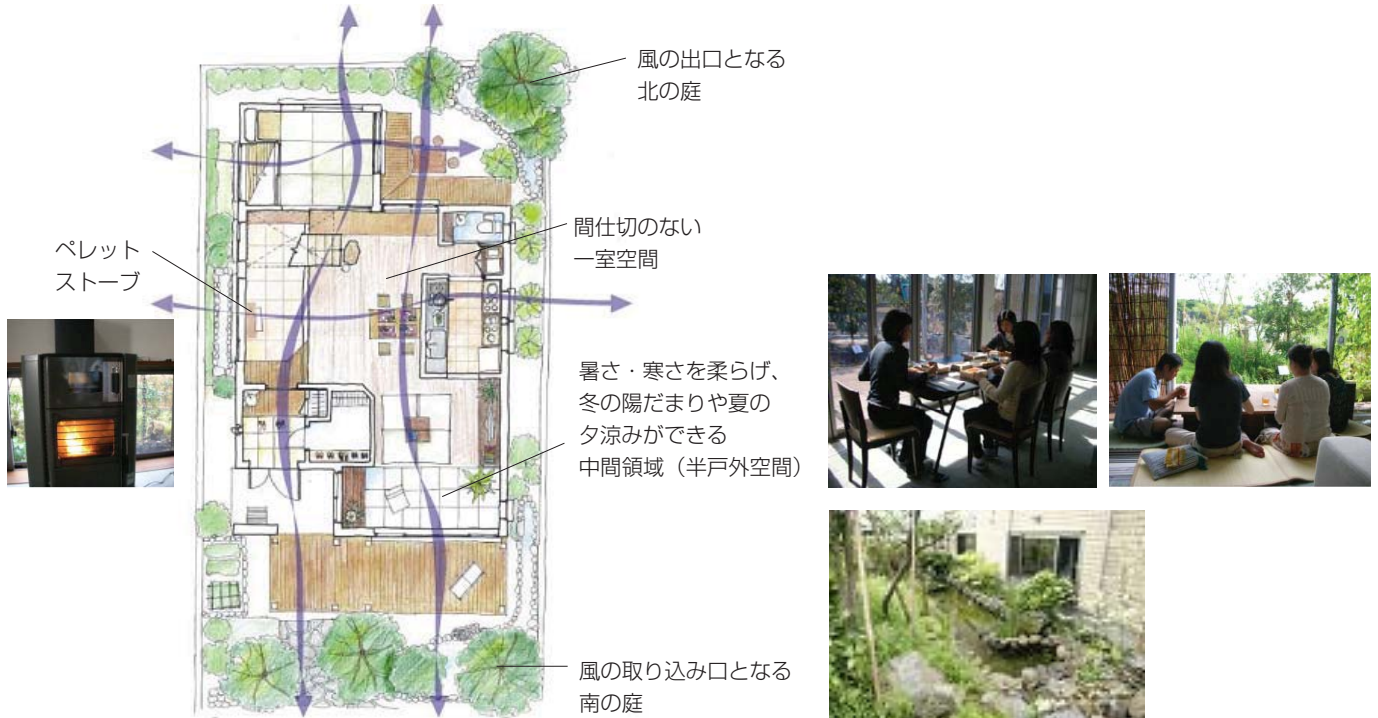 風の出口となる
北の庭
間仕切のない
一室空間
ペレット
ストーブ
暑さ・寒さを柔らげ、
冬の陽だまりや夏の
夕涼みができる
中間領域（半戸外空間）
風の取り込み口となる
南の庭